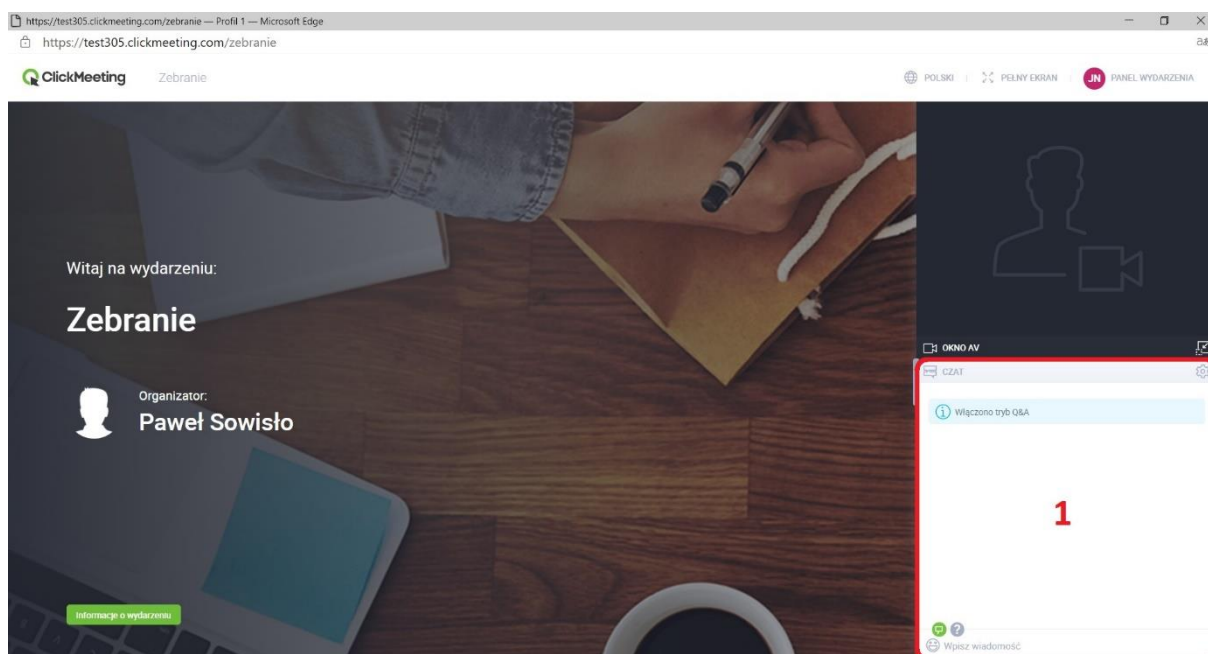 https://test305.clickmeeting.com/zebranie — Profil 1 — Microsoft Edge
https://test305.clickmeeting.com/zebranie
ClickMeeting Zebranie POLSKI PEŁNY EKRAN JN PANEL WYDARZENIA
Witaj na wydarzeniu:
Zebranie
Organizator:
Paweł Sowisło
Informacje o wydarzeniu
OKNO AV
CZAT
Włączono tryb Q&A
1
Wpisz wiadomość